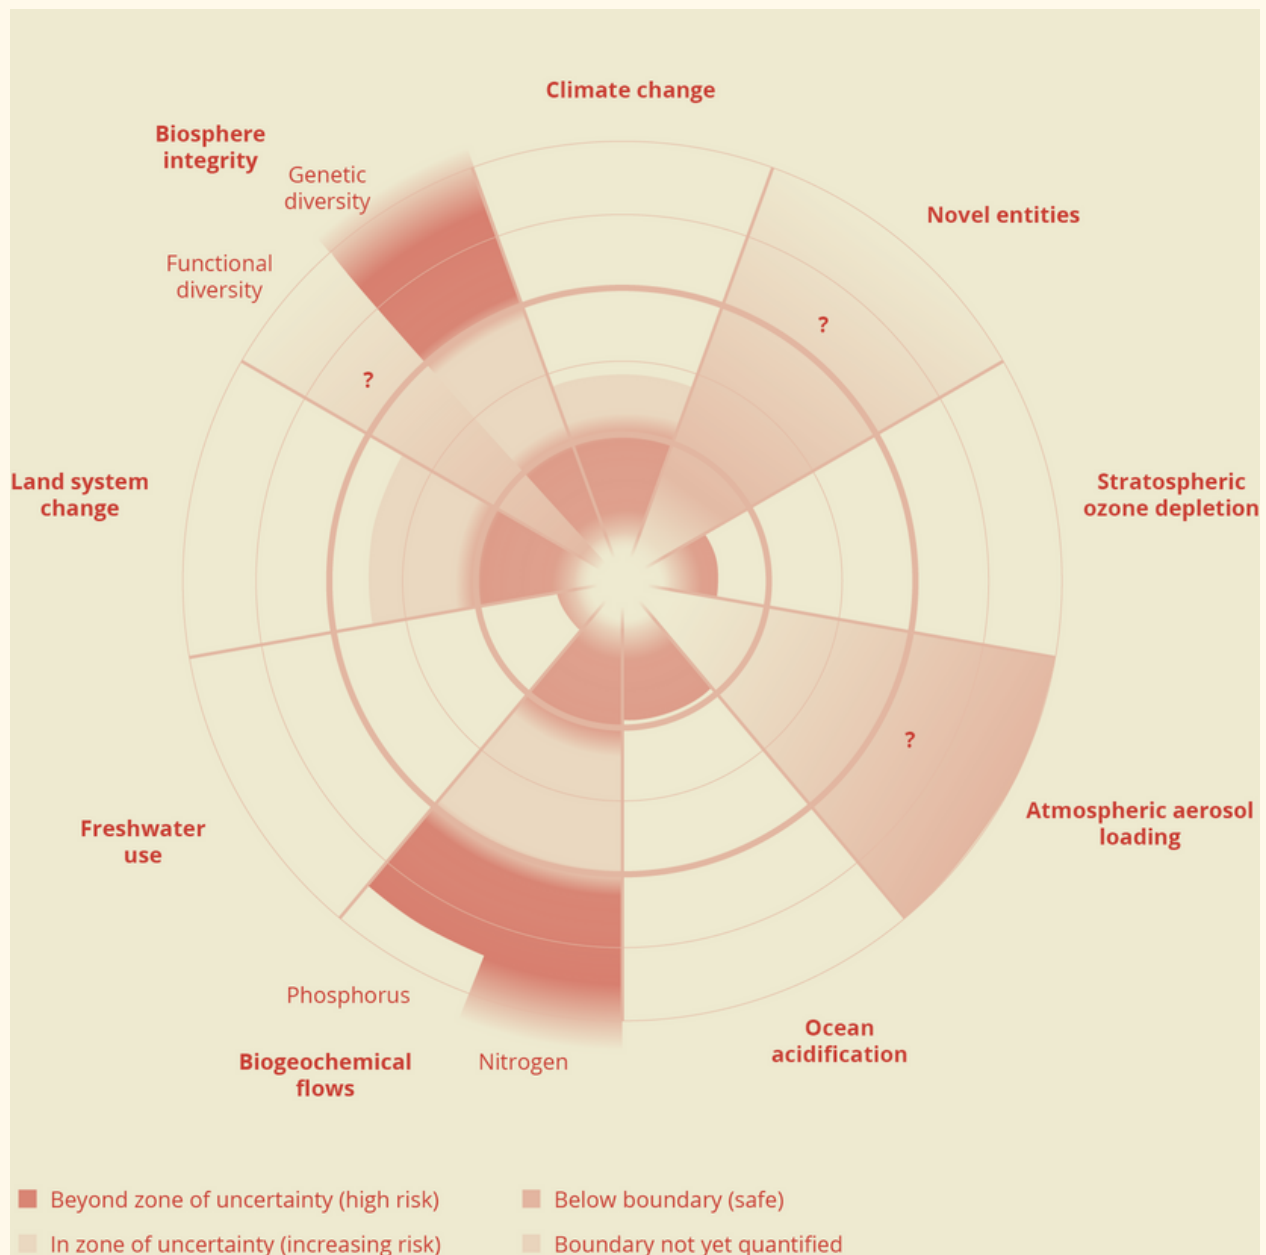 Climate change
Biosphere
integrity
Genetic
diversity
Novel entities
Functional
diversity
?
?
Land system
change
Stratospheric
ozone depletion
?
Atmospheric aerosol
loading
Freshwater
use
Phosphorus
Ocean
acidification
Biogeochemical
flows
Nitrogen
Beyond zone of uncertainty (high risk)
Below boundary (safe)
In zone of uncertainty (increasing risk)
Boundary not yet quantified